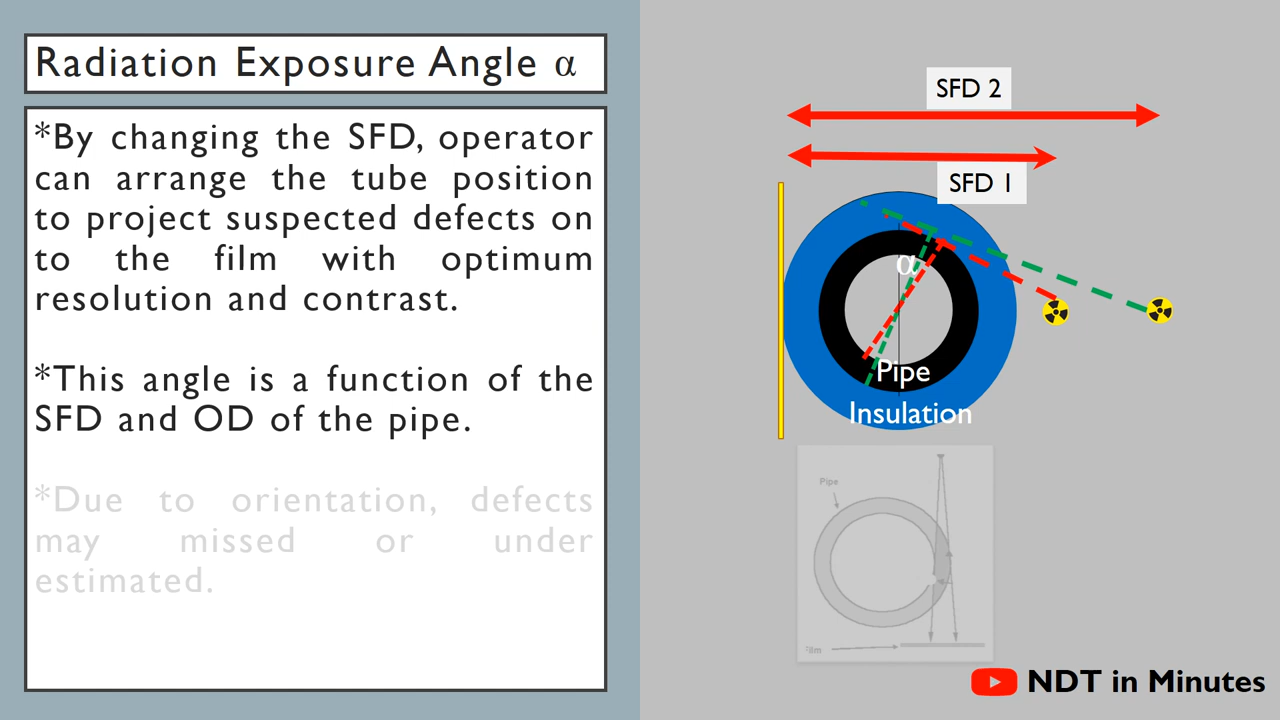 Radiation Exposure Angle α
*By changing the SFD, operator
can arrange the tube position
to project suspected defects on
to the film with optimum
resolution and contrast.
*This angle is a function of the
SFD and OD of the pipe.
*Due to orientation, defects
may missed or under
estimated.
SFD 2
SFD 1
α
Pipe
Insulation
Pipe
Film
NDT in Minutes